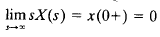 lim sX(s) = x(0+) = 0
s→∞